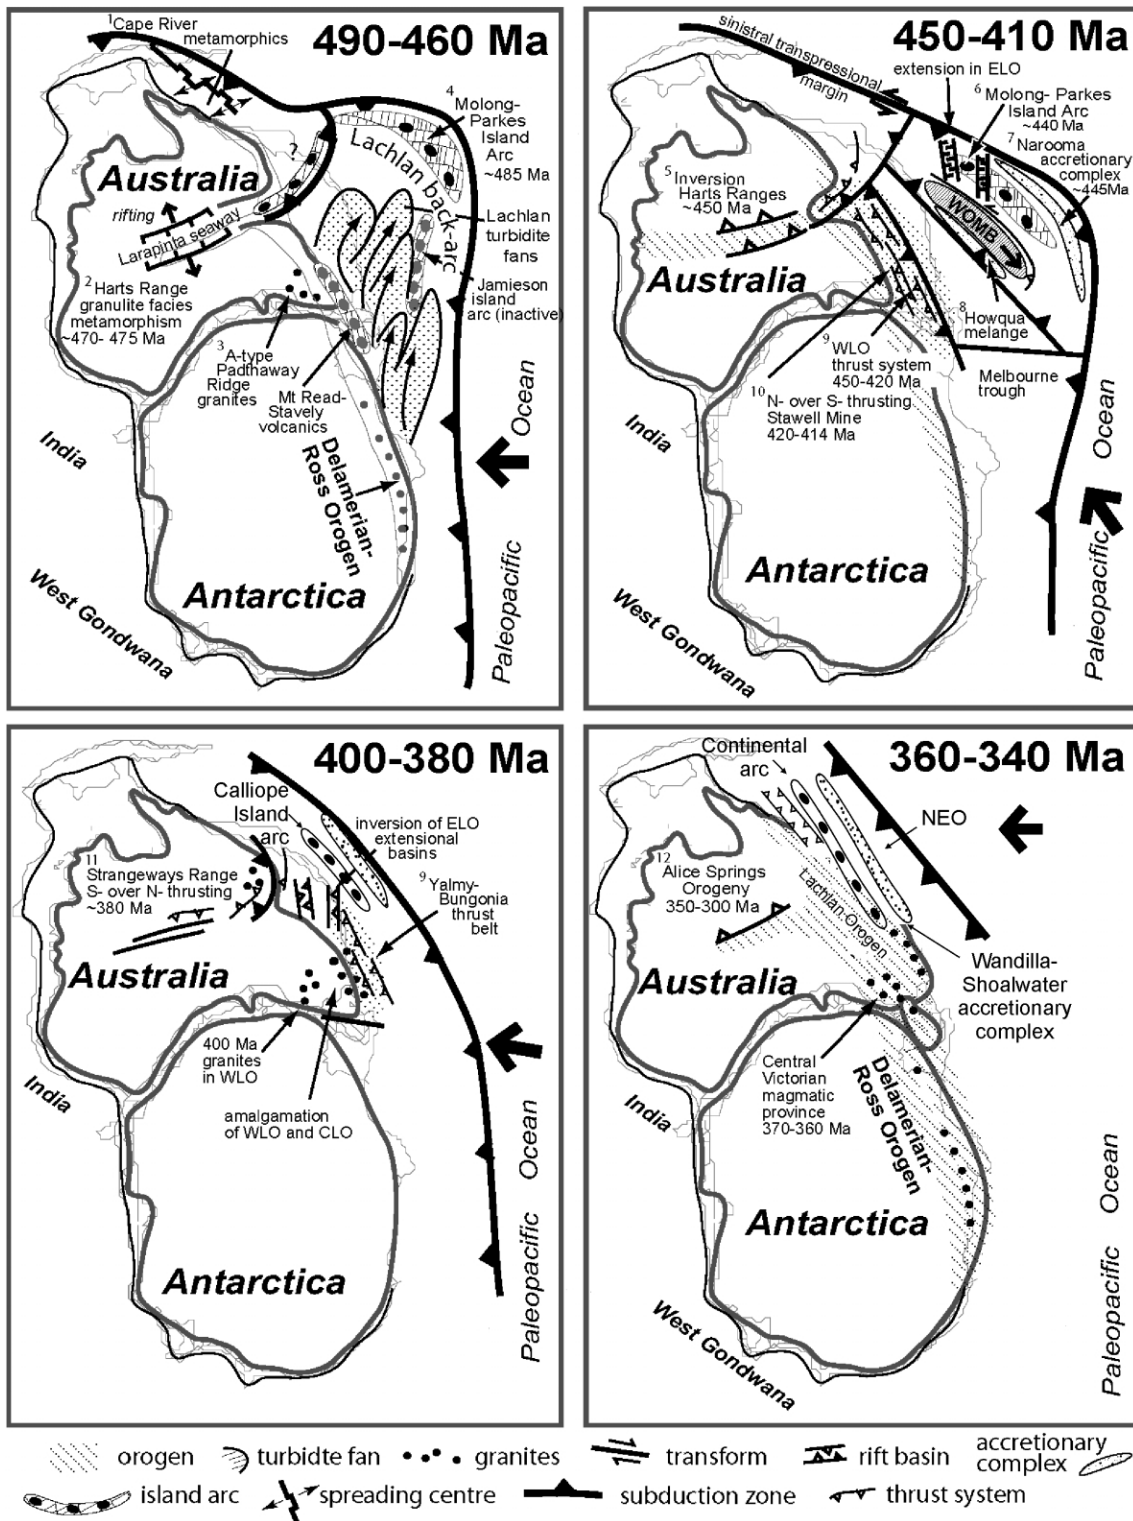 490-460 Ma
1Cape River
metamorphics
4
Molong-
Parkes
Island
Arc
~485 Ma
Lachlan back-arc
?
Australia
rifting
Larapinta seaway
Lachlan
turbidite
fans
2
Harts Range
granulite facies
metamorphism
~470- 475 Ma
Jamieson
island
arc (inactive)
3
A-type
Padthaway
Ridge
granites
Mt Read-
Stavely
volcanics
India
Delamerian-
Ross Orogen
Antarctica
West Gondwana
Paleopacific Ocean
450-410 Ma
sinistral transpressional
margin
extension in ELO
6
Molong- Parkes
Island Arc
~440 Ma
7
Narooma
accretionary
complex
~445Ma
5
Inversion
Harts Ranges
~450 Ma
WOMB
Australia
8
Howqua
melange
9
WLO
thrust system
450-420 Ma
Melbourne
trough
10
N- over S- thrusting
Stawell Mine
420-414 Ma
India
Antarctica
West Gondwana
Paleopacific Ocean
400-380 Ma
Calliope
Island
arc
inversion of ELO
extensional
basins
11
Strangeways Range
S- over N- thrusting
~380 Ma
9
Yalmy-
Bungonia
thrust
belt
Australia
400 Ma
granites
in WLO
amalgamation
of WLO and CLO
India
Antarctica
Paleopacific Ocean
360-340 Ma
Continental
arc
NEO
12
Alice Springs
Orogeny
350-300 Ma
Lachlan Orogen
Australia
Wandilla-
Shoalwater
accretionary
complex
Central
Victorian
magmatic
province
370-360 Ma
Delamerian-
Ross Orogen
India
Antarctica
West Gondwana
Paleopacific Ocean
orogen
turbidte fan
granites
transform
rift basin
accretionary
complex
island arc
spreading centre
subduction zone
thrust system